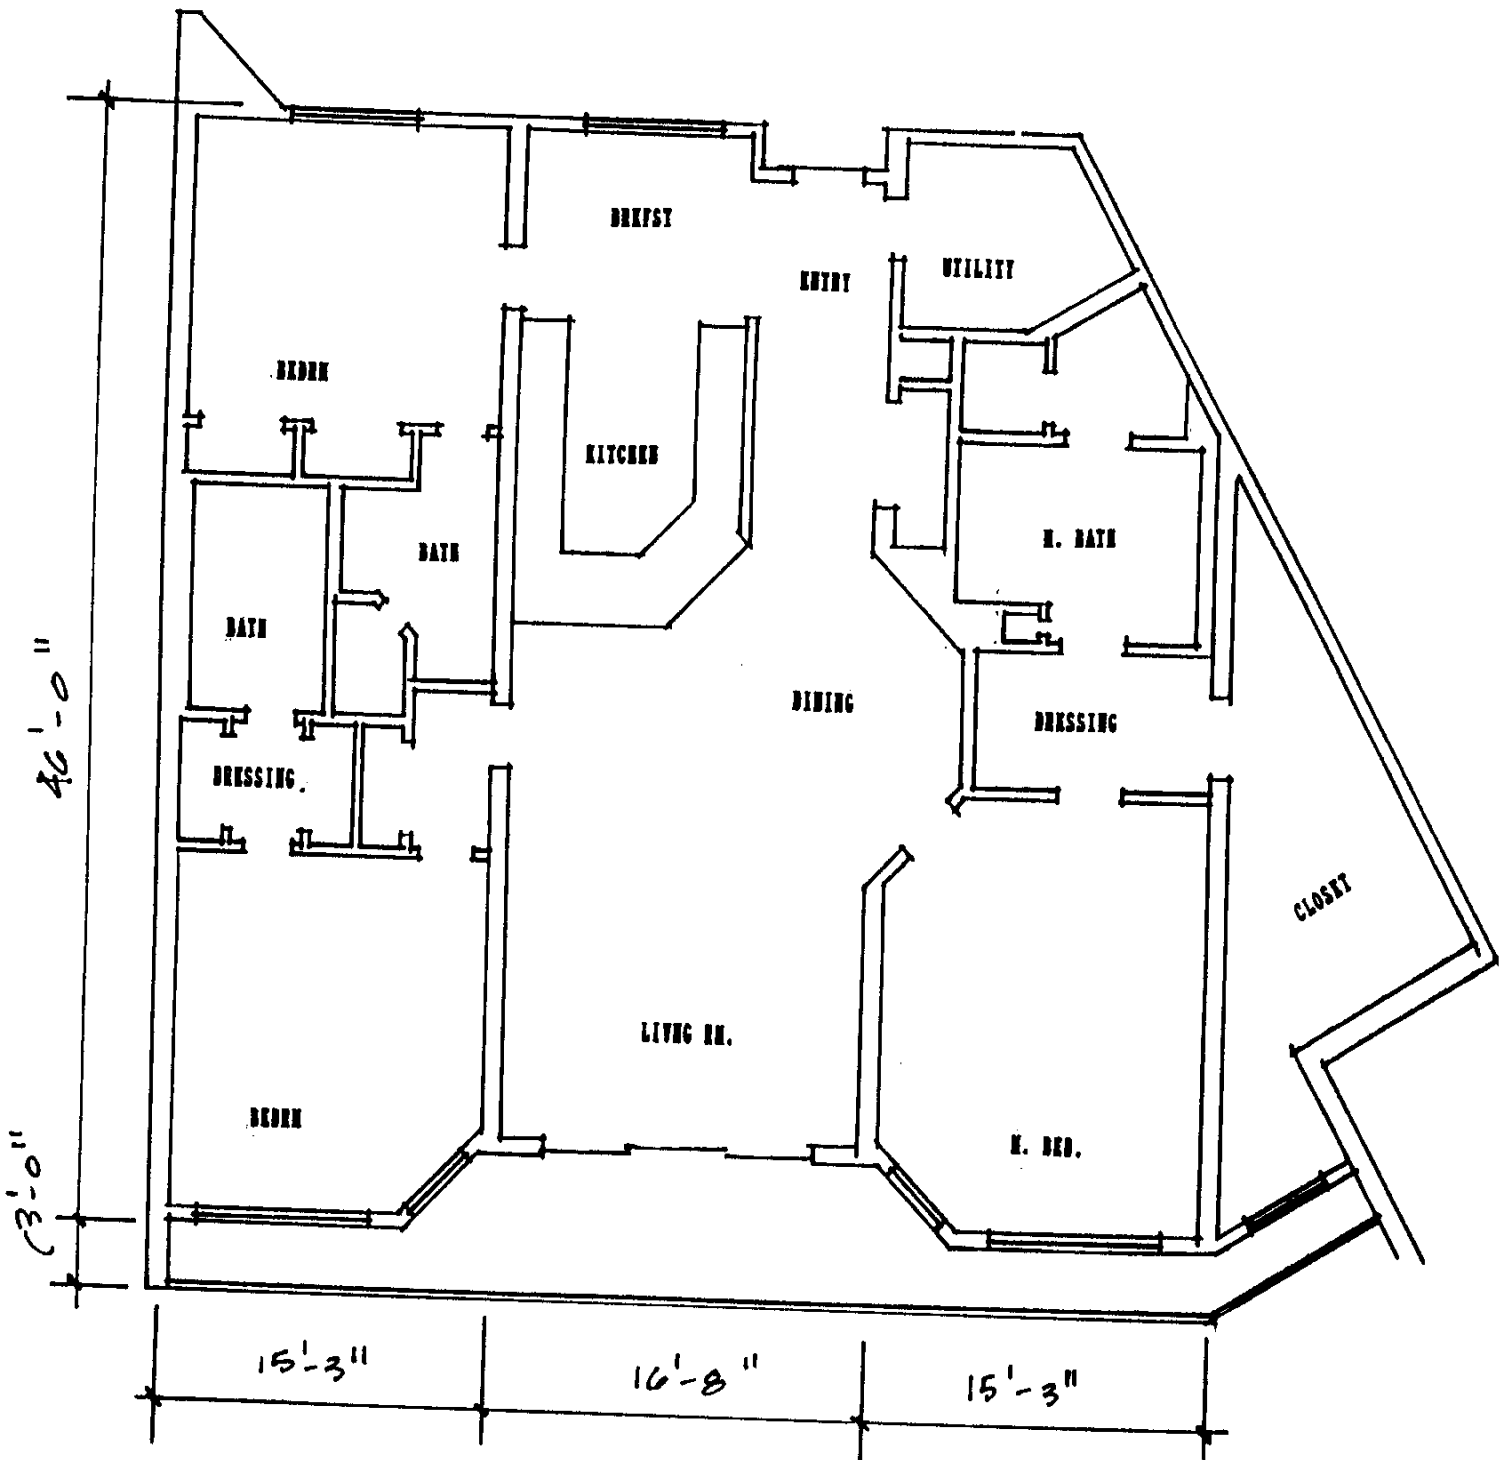 BRKFST
UTILITY
ENTRY
BEDRM
KITCHEN
M. BATH
BATH
BATH
DINING
DRESSING
DRESSING.
46'-0"
CLOSET
LIVNG RM.
BEDRM
M. BED.
(3'-0"
15'-3"
16'-8"
15'-3"